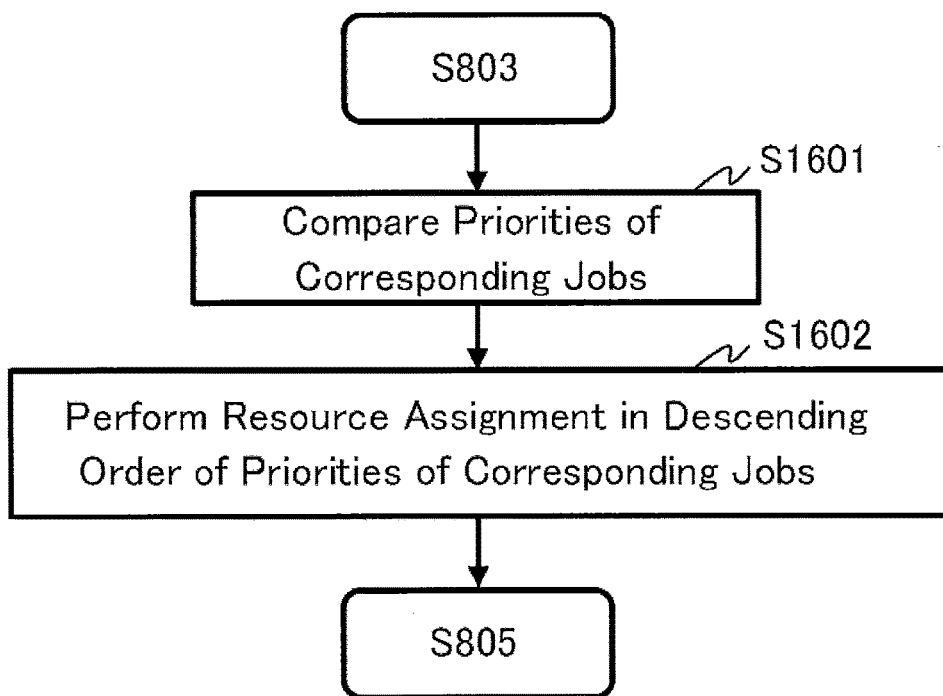 S803
S1601
Compare Priorities of
Corresponding Jobs
S1602
Perform Resource Assignment in Descending
Order of Priorities of Corresponding Jobs
S805